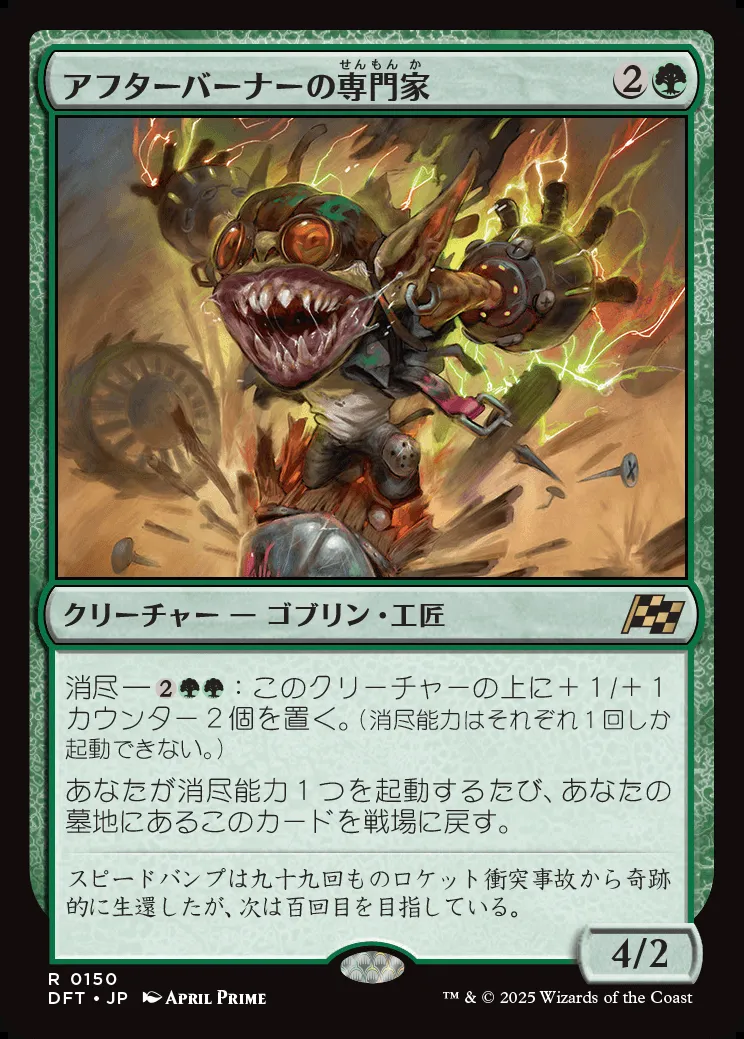 せんもんか
アフターバーナーの専門家 2
クリーチャー — ゴブリン・工匠
消尽—2：このクリーチャーの上に＋１/＋１
カウンター２個を置く。（消尽能力はそれぞれ１回しか
起動できない。）
あなたが消尽能力１つを起動するたび、あなたの
墓地にあるこのカードを戦場に戻す。
スピードバンプは九十九回ものロケット衝突事故から奇跡
的に生還したが、次は百回目を目指している。
4/2
R 0150
DFT • JP April Prime
™ & © 2025 Wizards of the Coast